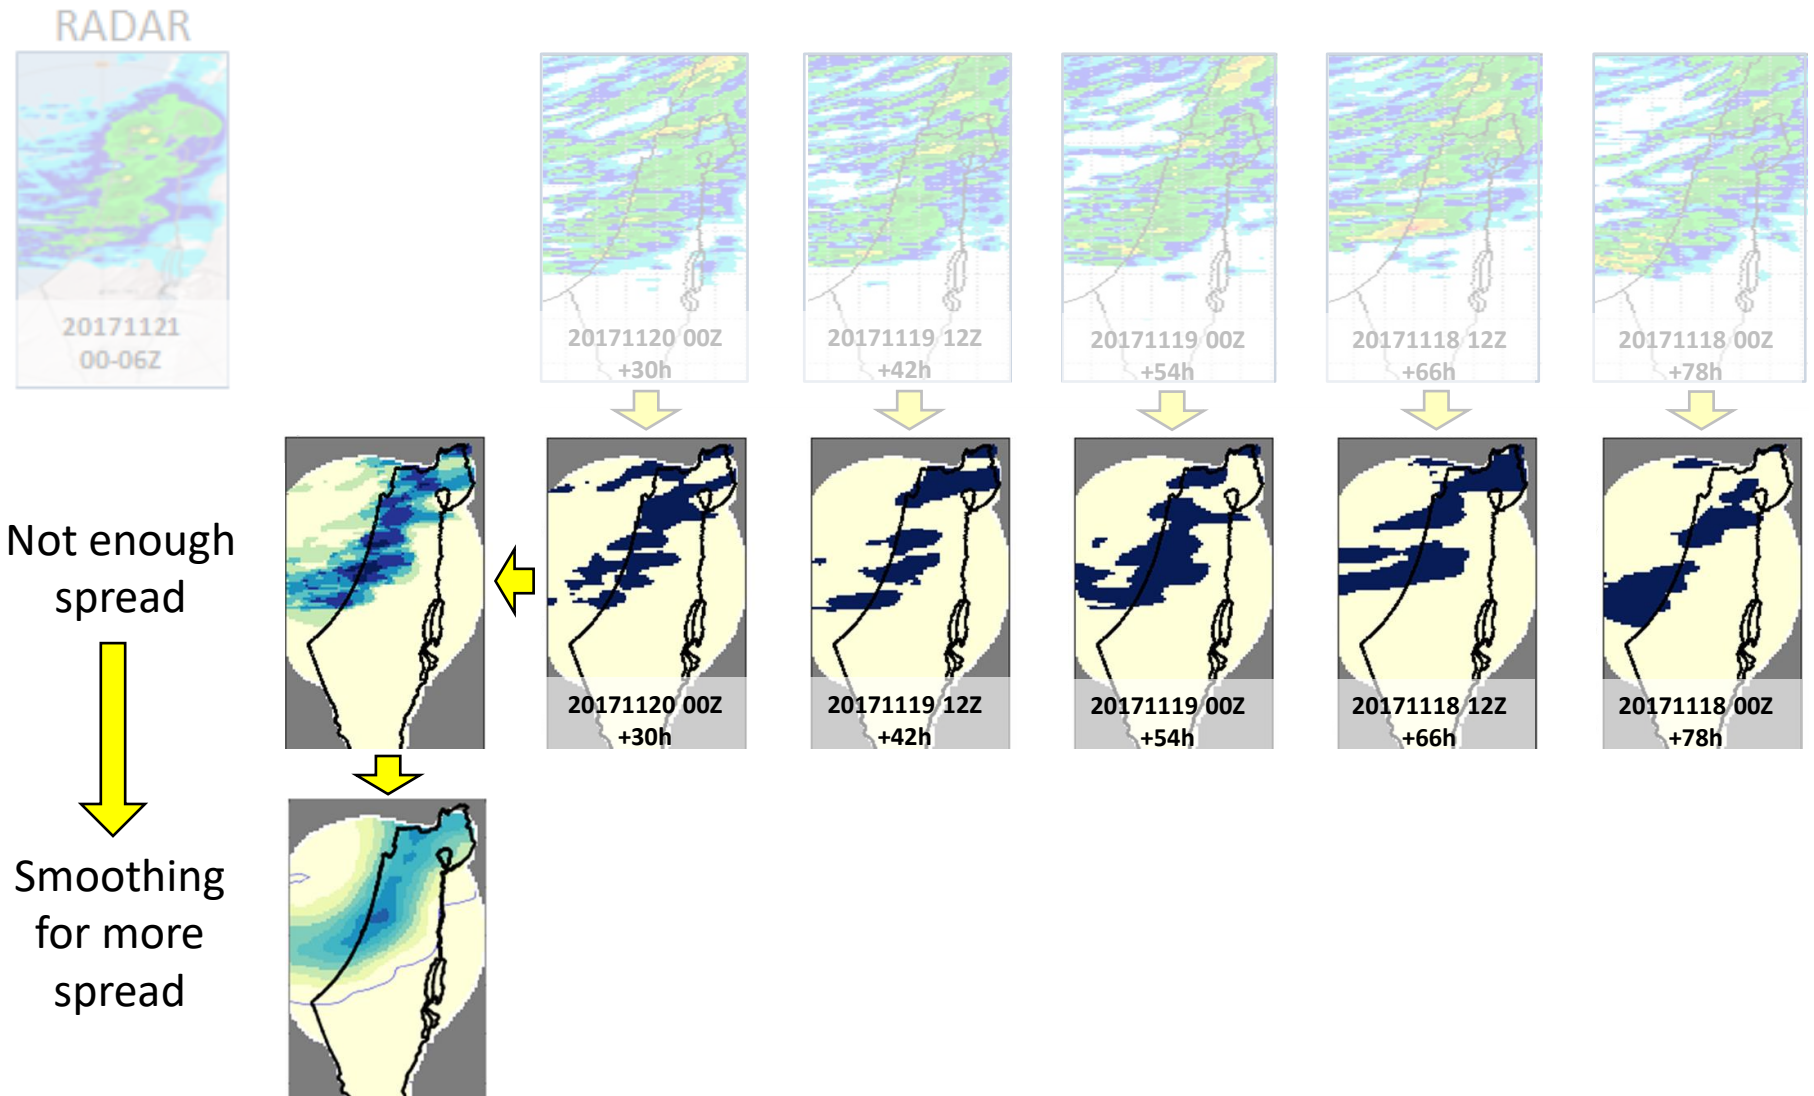 RADAR
20171121
00-06Z
20171120 00Z
+30h
20171119 12Z
+42h
20171119 00Z
+54h
20171118 12Z
+66h
20171118 00Z
+78h
Not enough
spread
20171120 00Z
+30h
20171119 12Z
+42h
20171119 00Z
+54h
20171118 12Z
+66h
20171118 00Z
+78h
Smoothing
for more
spread